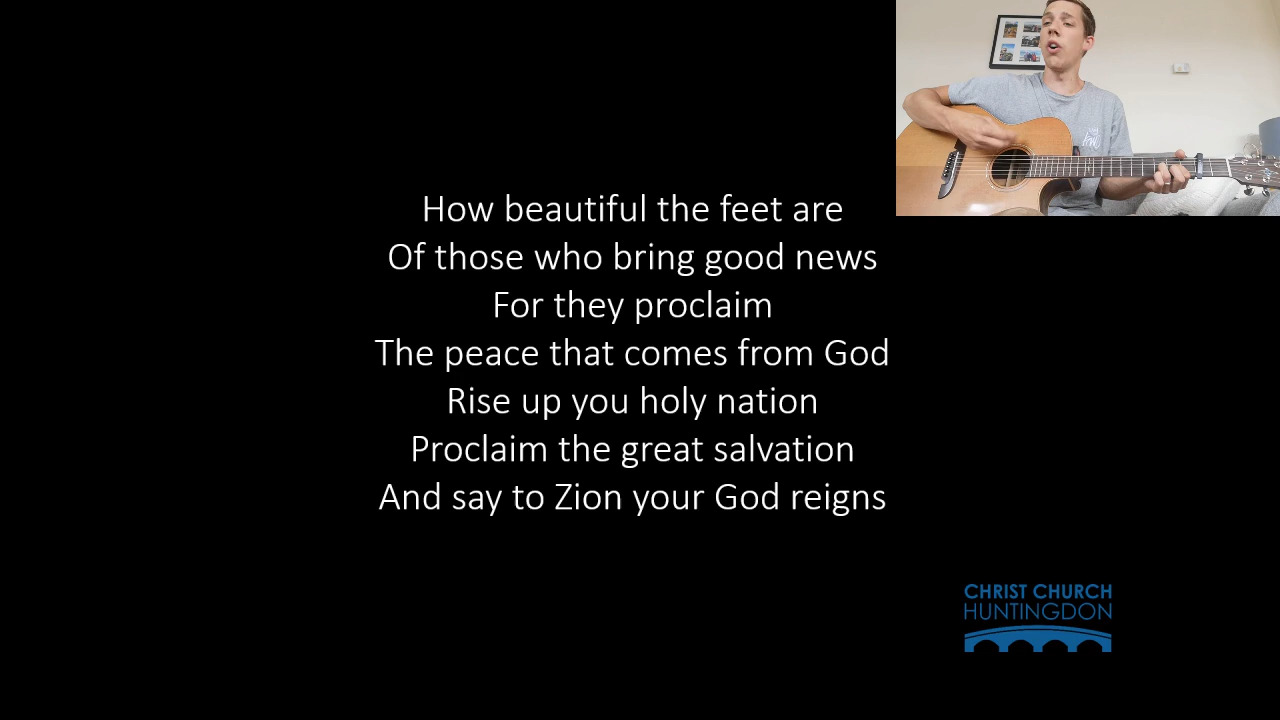 How beautiful the feet are
Of those who bring good news
For they proclaim
The peace that comes from God
Rise up you holy nation
Proclaim the great salvation
And say to Zion your God reigns
CHRIST CHURCH
HUNTINGDON